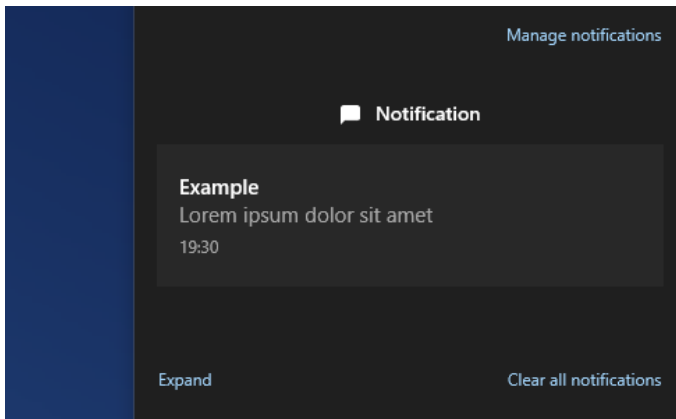 Manage notifications
Notification
Example
Lorem ipsum dolor sit amet
19:30
Expand
Clear all notifications